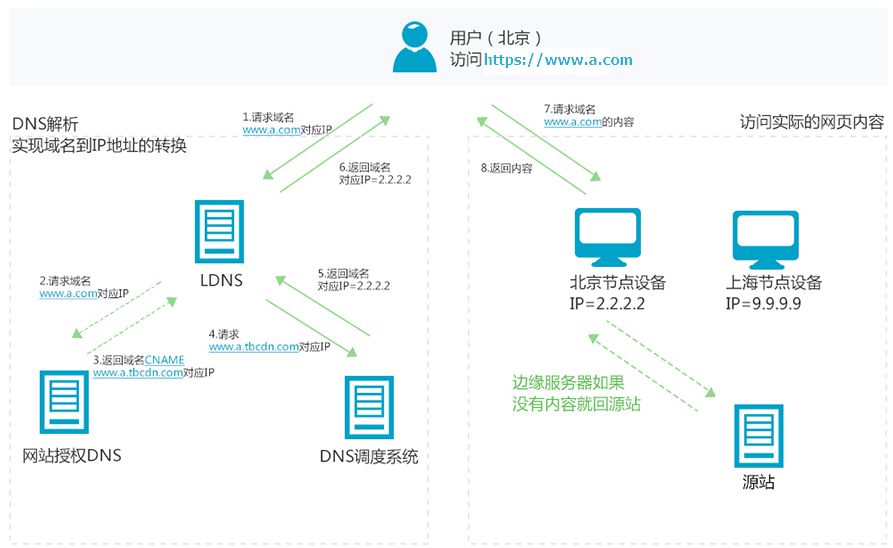 用户（北京）
访问https://www.a.com
DNS解析
实现域名到IP地址的转换
1.请求域名
www.a.com对应IP
6.返回域名
对应IP=2.2.2.2
LDNS
2.请求域名
www.a.com对应IP
5.返回域名
对应IP=2.2.2.2
4.请求
www.a.tbcdn.com对应IP
3.返回域名CNAME
www.a.tbcdn.com对应IP
网站授权DNS
DNS调度系统
7.请求域名
www.a.com的内容
访问实际的网页内容
8.返回内容
北京节点设备
IP=2.2.2.2
上海节点设备
IP=9.9.9.9
边缘服务器如果
没有内容就回源站
源站